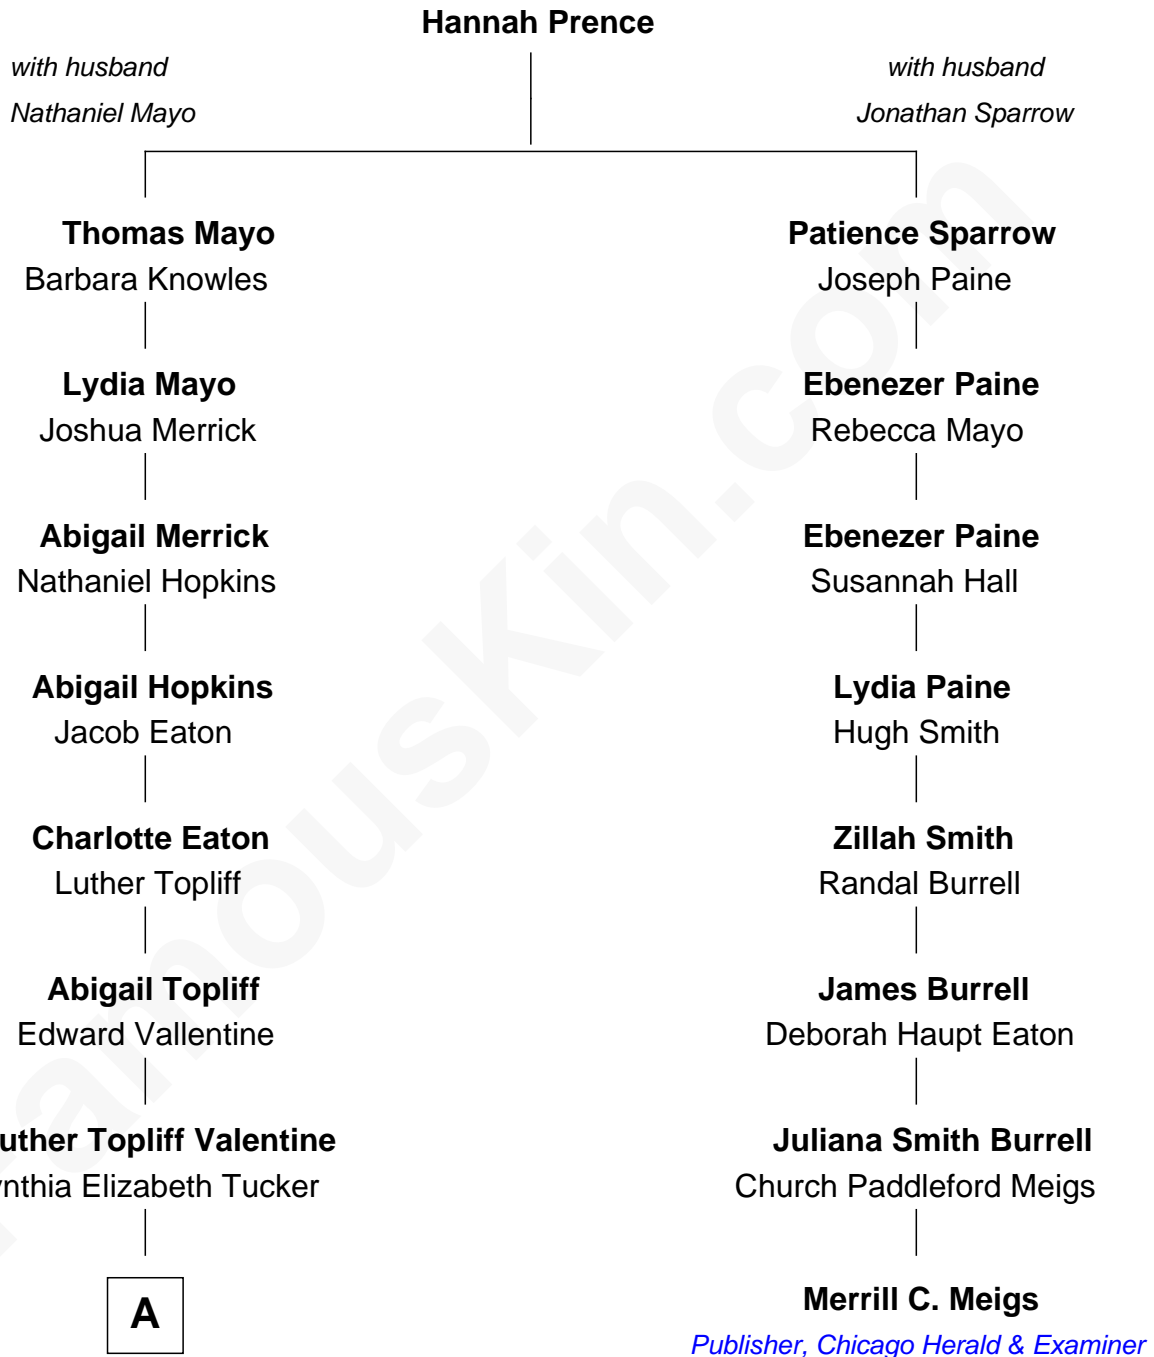 Hannah Prence
with husband
Nathaniel Mayo
with husband
Jonathan Sparrow
Thomas Mayo
Barbara Knowles
Patience Sparrow
Joseph Paine
Lydia Mayo
Joshua Merrick
Ebenezer Paine
Rebecca Mayo
Abigail Merrick
Nathaniel Hopkins
Ebenezer Paine
Susannah Hall
Abigail Hopkins
Jacob Eaton
Lydia Paine
Hugh Smith
Charlotte Eaton
Luther Topliff
Zillah Smith
Randal Burrell
Abigail Topliff
Edward Vallentine
James Burrell
Deborah Haupt Eaton
uther Topliff Valentine
nthia Elizabeth Tucker
Juliana Smith Burrell
Church Paddleford Meigs
A
Merrill C. Meigs
Publisher, Chicago Herald & Examiner
FamousKin.com